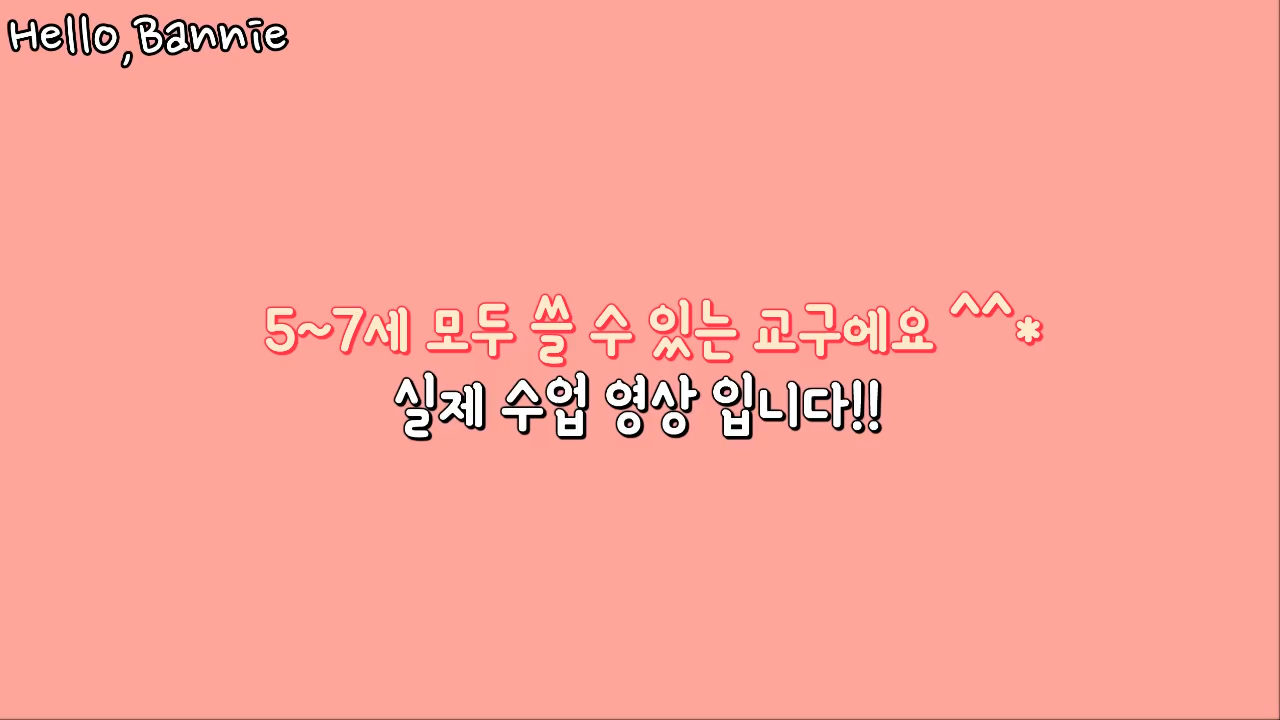 Hello,Bannie
5~7세 모두 쓸 수 있는 교구에요 ^^*
실제 수업 영상 입니다!!